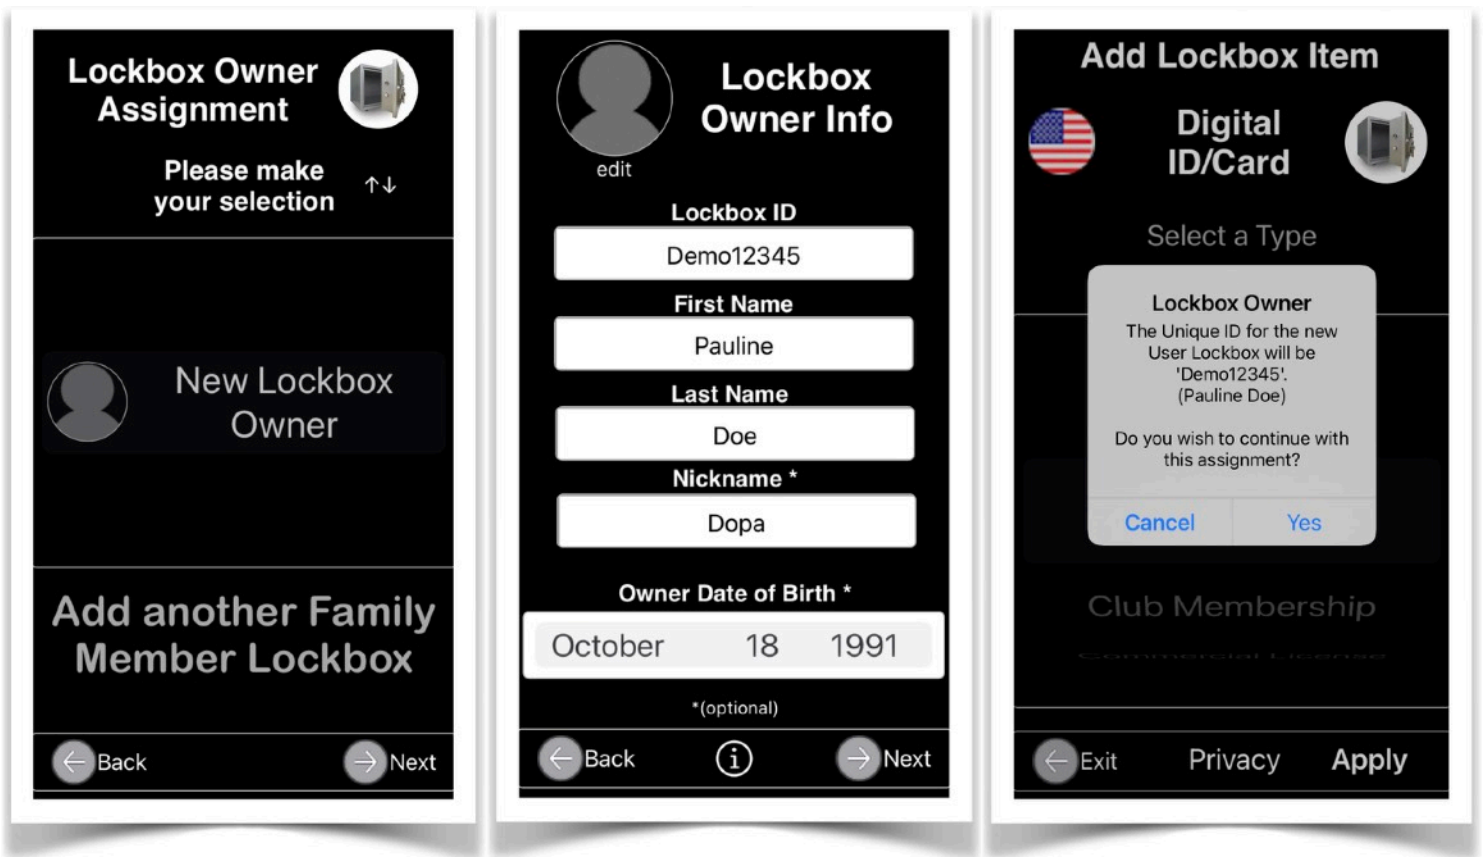 Lockbox Owner
Assignment
Please make
your selection
↑↓
New Lockbox
Owner
Add another Family
Member Lockbox
Back
Next
edit
Lockbox
Owner Info
Lockbox ID
Demo12345
First Name
Pauline
Last Name
Doe
Nickname *
Dopa
Owner Date of Birth *
October 18 1991
*(optional)
Back
i
Next
Add Lockbox Item
Digital
ID/Card
Select a Type
Lockbox Owner
The Unique ID for the new
User Lockbox will be
'Demo12345'.
(Pauline Doe)
Do you wish to continue with
this assignment?
Cancel Yes
Club Membership
Commercial License
Exit
Privacy
Apply